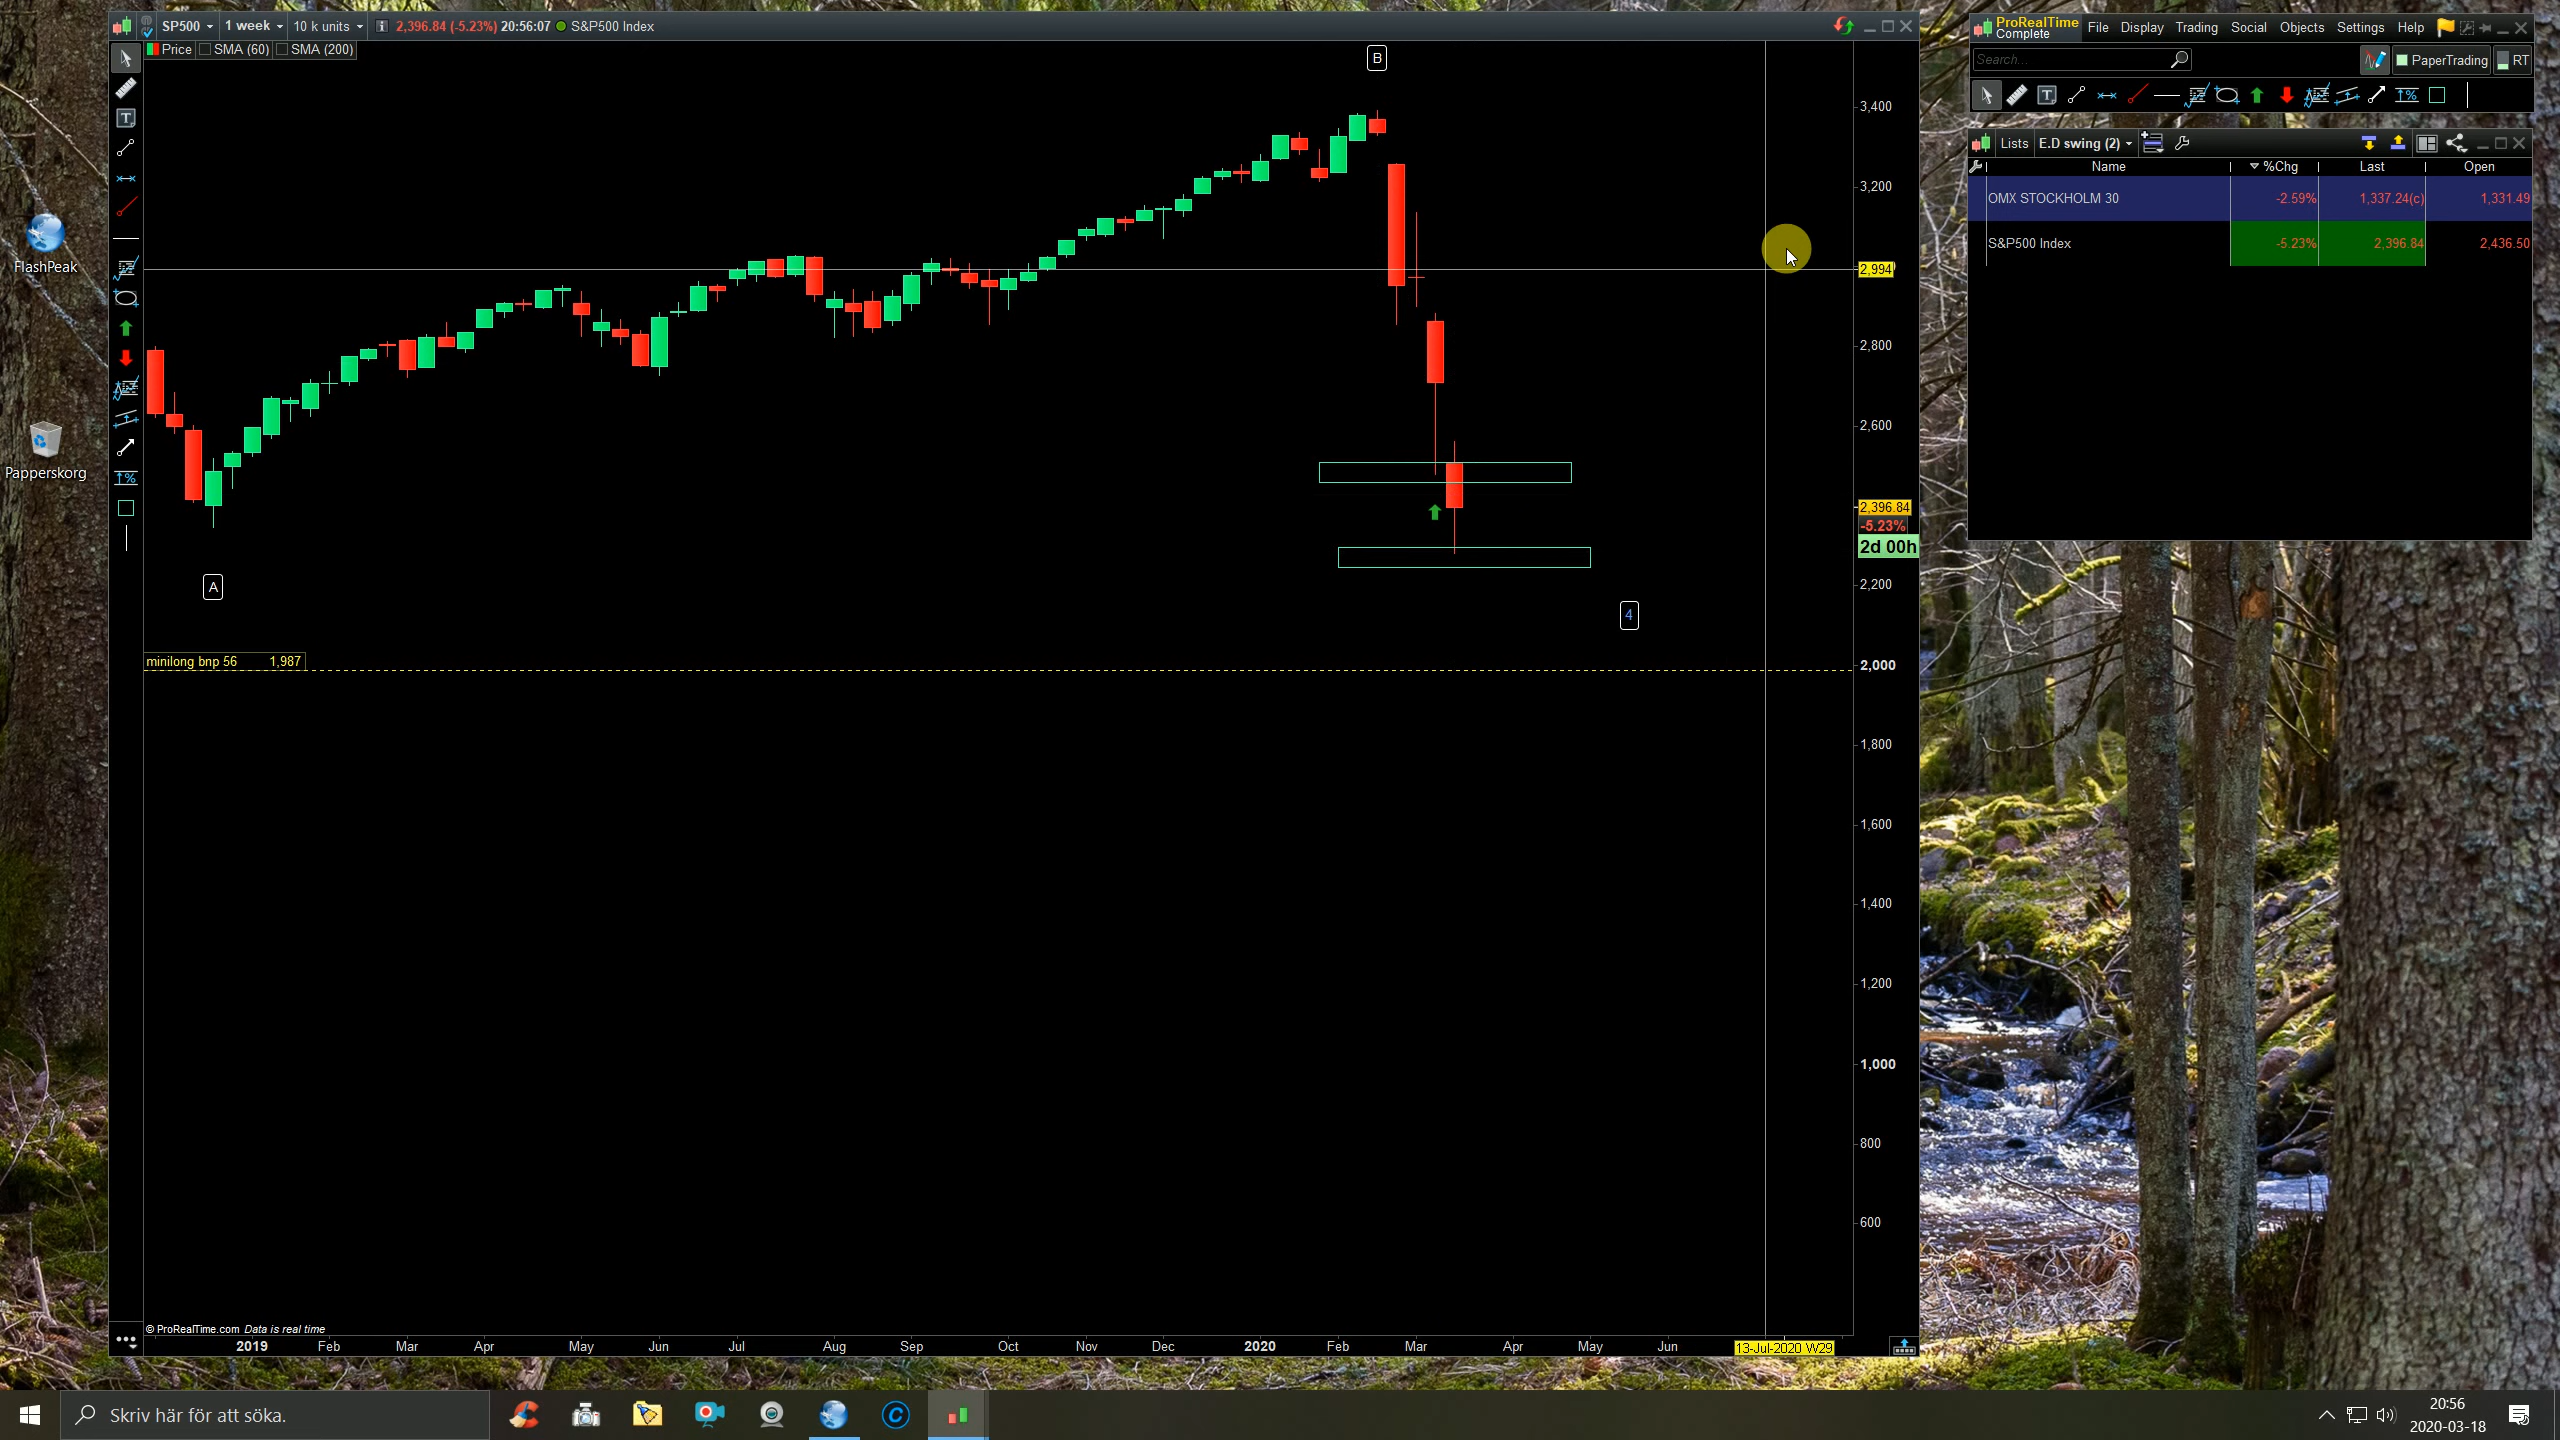 SP500 1 week 10 k units 2,396.84 (-5.23%) 20:56:07 S&P500 Index
Price SMA (60) SMA (200)
B
A
4
minilong bnp 56 1,987
3,400
3,200
2,994
2,800
2,600
2,396.84
-5.23%
2d 00h
2,200
2,000
1,800
1,600
1,400
1,200
1,000
800
600
© ProRealTime.com Data is real time
2019 Feb Mar Apr May Jun Jul Aug Sep Oct Nov Dec 2020 Feb Mar Apr May Jun 13-Jul-2020 W29
ProRealTime
Complete
File Display Trading Social Objects Settings Help
Search...
PaperTrading RT
Lists E.D swing (2)
Name %Chg Last Open
OMX STOCKHOLM 30 -2.59% 1,337.24(c) 1,331.49
S&P500 Index -5.23% 2,396.84 2,436.50
FlashPeak
Papperskorg
Skriv här för att söka.
20:56
2020-03-18